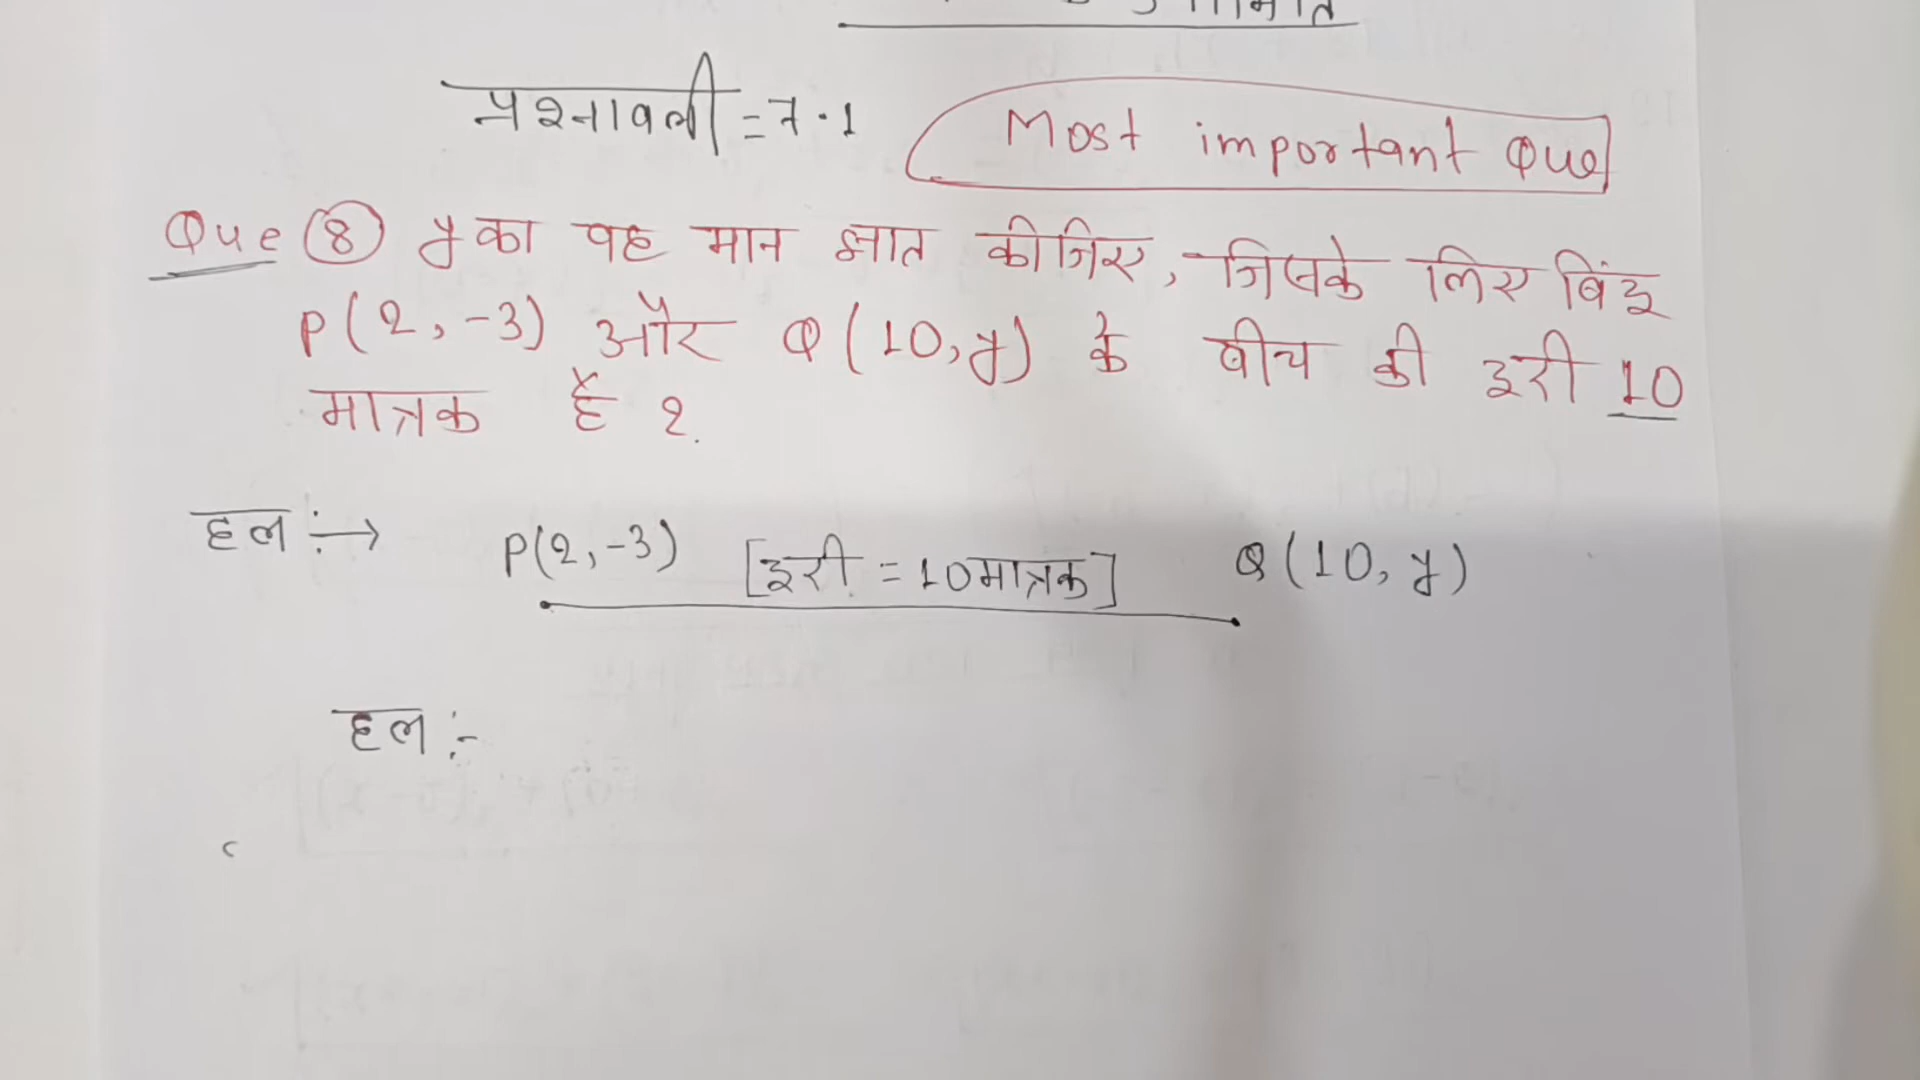 प्रश्नावली = 7.1
Most important Que
Que 8 y का वह मान ज्ञात कीजिए, जिसके लिए बिंदु
P(2,-3) और Q(10,y) के बीच की दूरी 10
मात्रक है ?.
हल :→ P(2,-3) [दूरी = 10मात्रक] Q(10, y)
हल :-